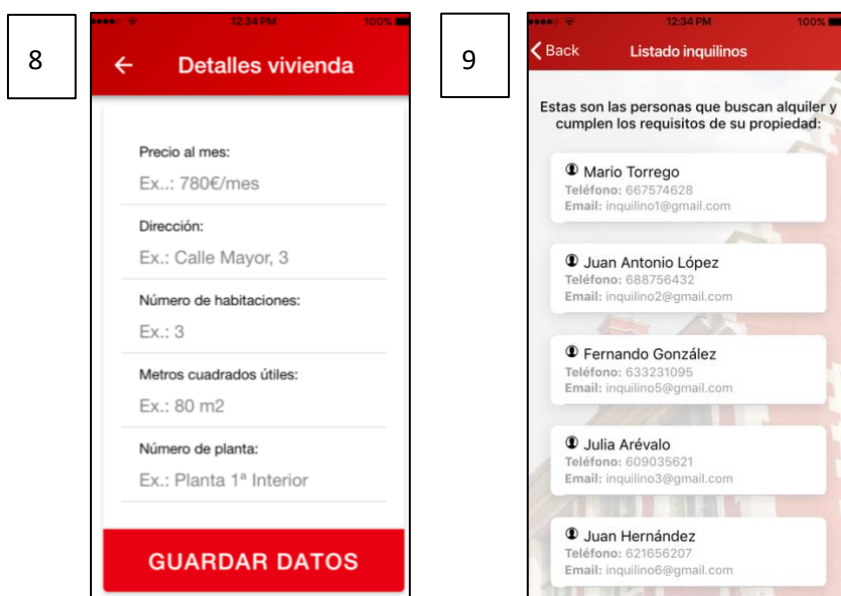 8
12:34 PM 100%
Detalles vivienda
Precio al mes:
Ex..: 780€/mes
Dirección:
Ex.: Calle Mayor, 3
Número de habitaciones:
Ex.: 3
Metros cuadrados útiles:
Ex.: 80 m2
Número de planta:
Ex.: Planta 1ª Interior
GUARDAR DATOS
9
12:34 PM 100%
Back Listado inquilinos
Estas son las personas que buscan alquiler y
cumplen los requisitos de su propiedad:
Mario Torrego
Teléfono: 667574628
Email: inquilino1@gmail.com
Juan Antonio López
Teléfono: 688756432
Email: inquilino2@gmail.com
Fernando González
Teléfono: 633231095
Email: inquilino5@gmail.com
Julia Arévalo
Teléfono: 609035621
Email: inquilino3@gmail.com
Juan Hernández
Teléfono: 621656207
Email: inquilino6@gmail.com